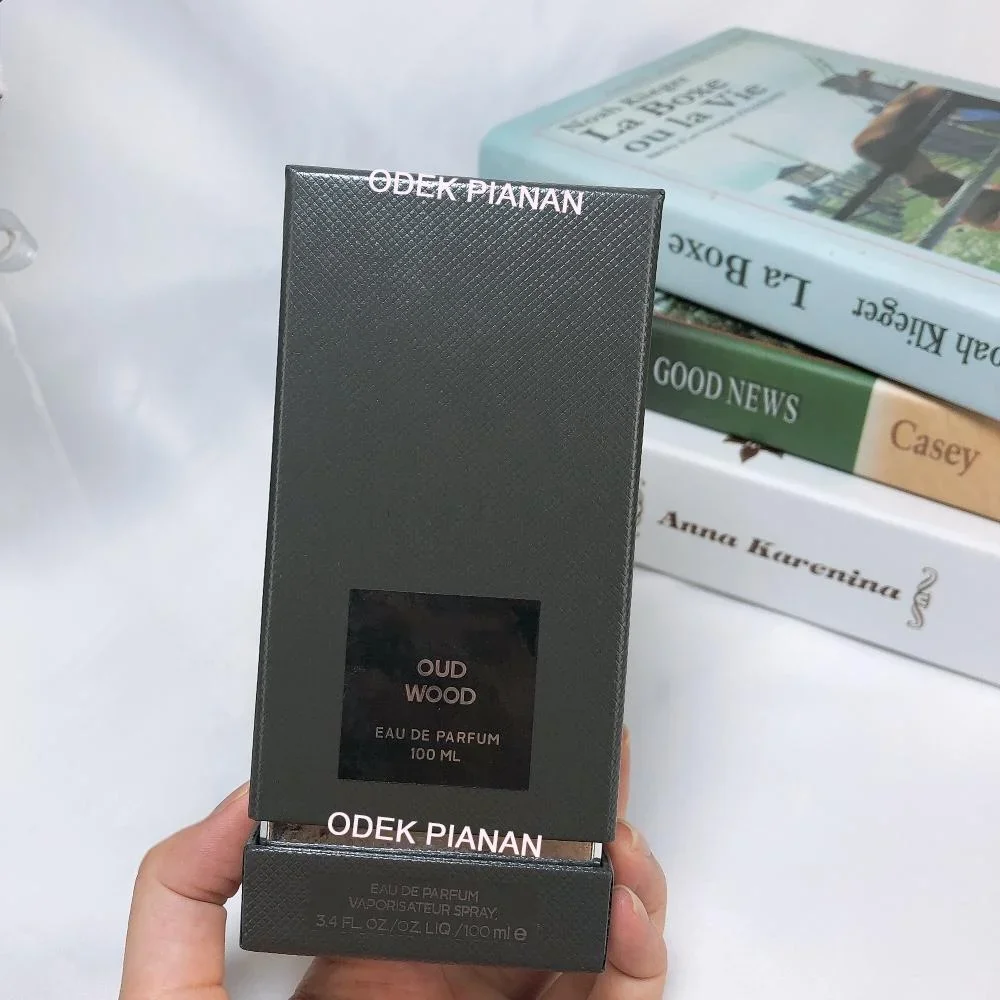 ODEK PIANAN
OUD
WOOD
EAU DE PARFUM
100 ML
ODEK PIANAN
EAU DE PARFUM
VAPORISATEUR SPRAY
3.4 FL. OZ./OZ. LIQ./100 ml e
Noah Klieger
La Boxe
ou la Vie
La Boxe
oah Klieger
GOOD NEWS
Casey
Anna Karenina